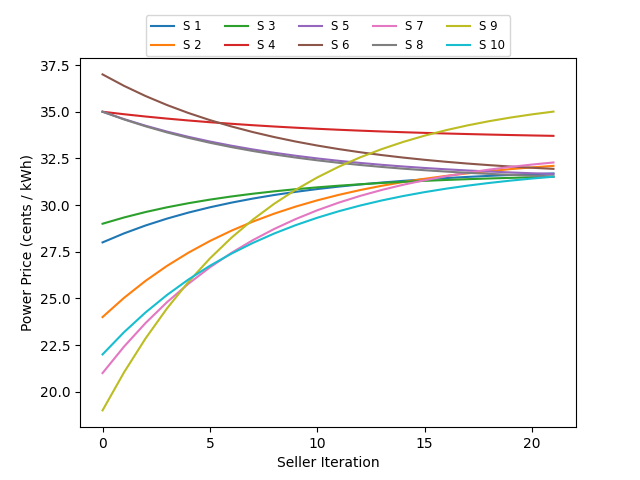 S 1 S 3 S 5 S 7 S 9
S 2 S 4 S 6 S 8 S 10
37.5
35.0
32.5
30.0
27.5
25.0
22.5
20.0
Power Price (cents / kWh)
0 5 10 15 20
Seller Iteration